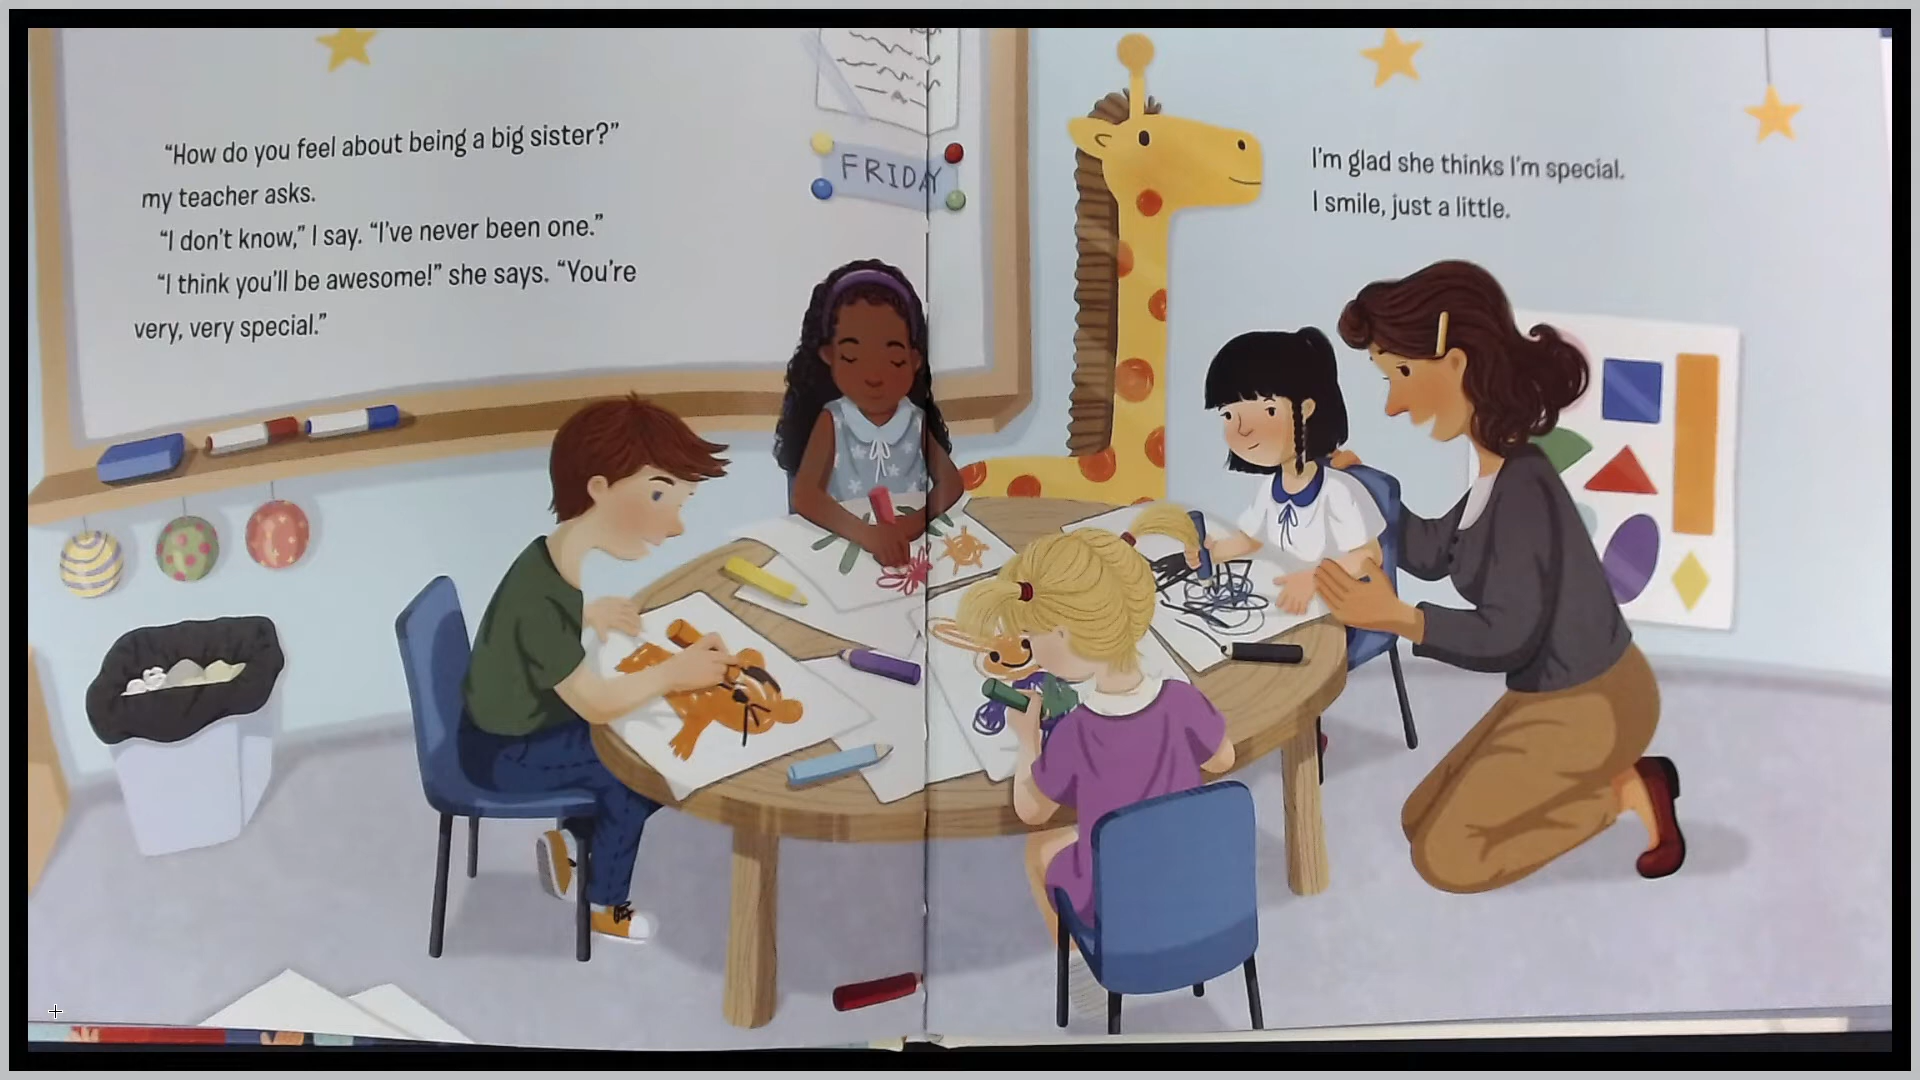 “How do you feel about being a big sister?”
my teacher asks.
“I don’t know,” I say. “I’ve never been one.”
“I think you’ll be awesome!” she says. “You’re
very, very special.”
FRIDAY
I’m glad she thinks I’m special.
I smile, just a little.